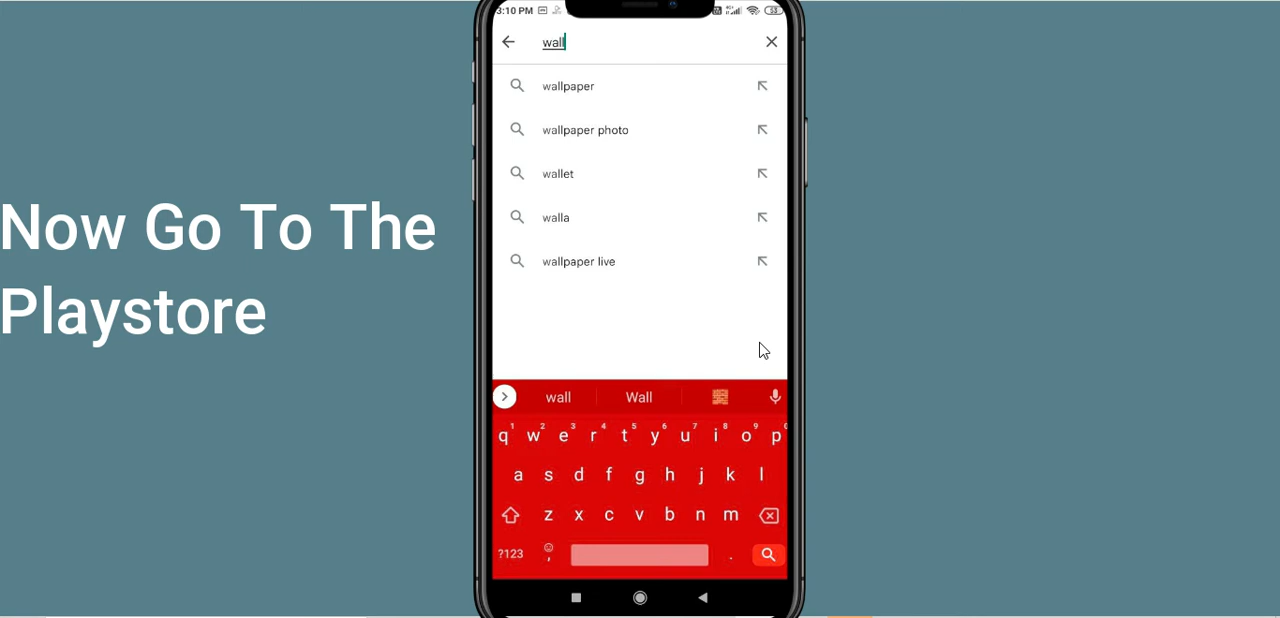 3:10 PM
53
wall
wallpaper
wallpaper photo
wallet
walla
wallpaper live
Now Go To The
Playstore
wall Wall
1 2 3 4 5 6 7 8 9 0
q w e r t y u i o p
a s d f g h j k l
z x c v b n m
?123 , .